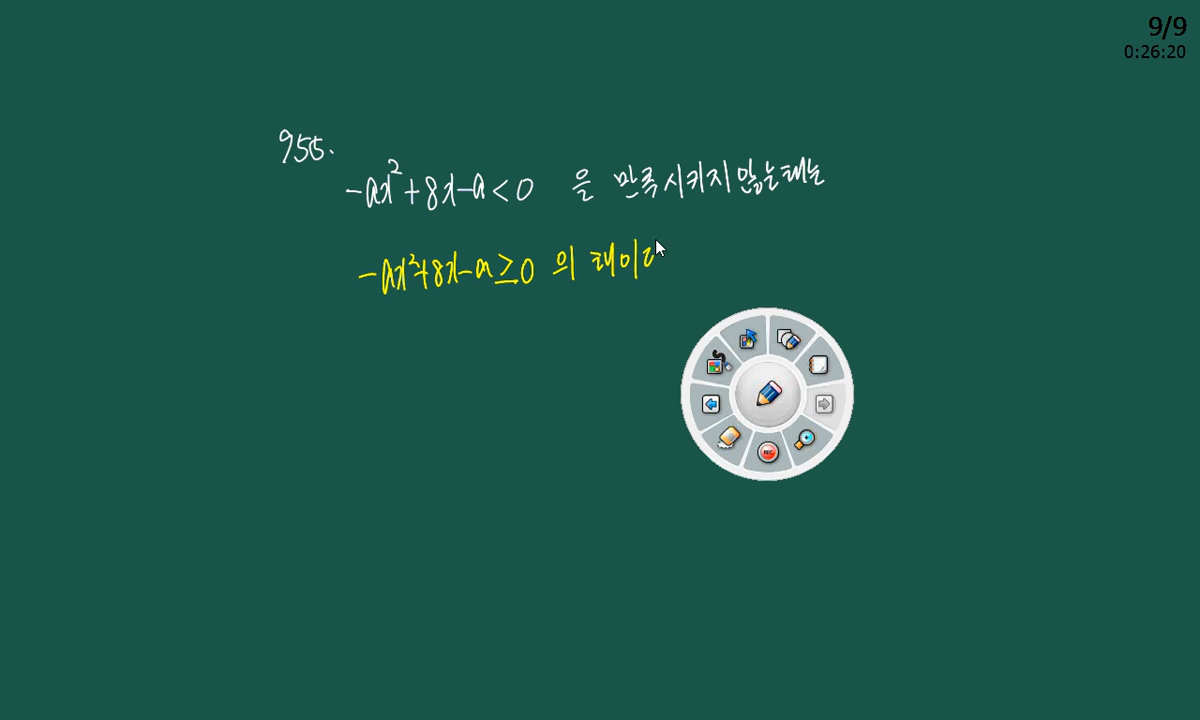 9/9
0:26:20
955.
-ax²+8x-a<0 을 만족시키지 않는 해는
-ax²+8x-a≥0 의 해이다